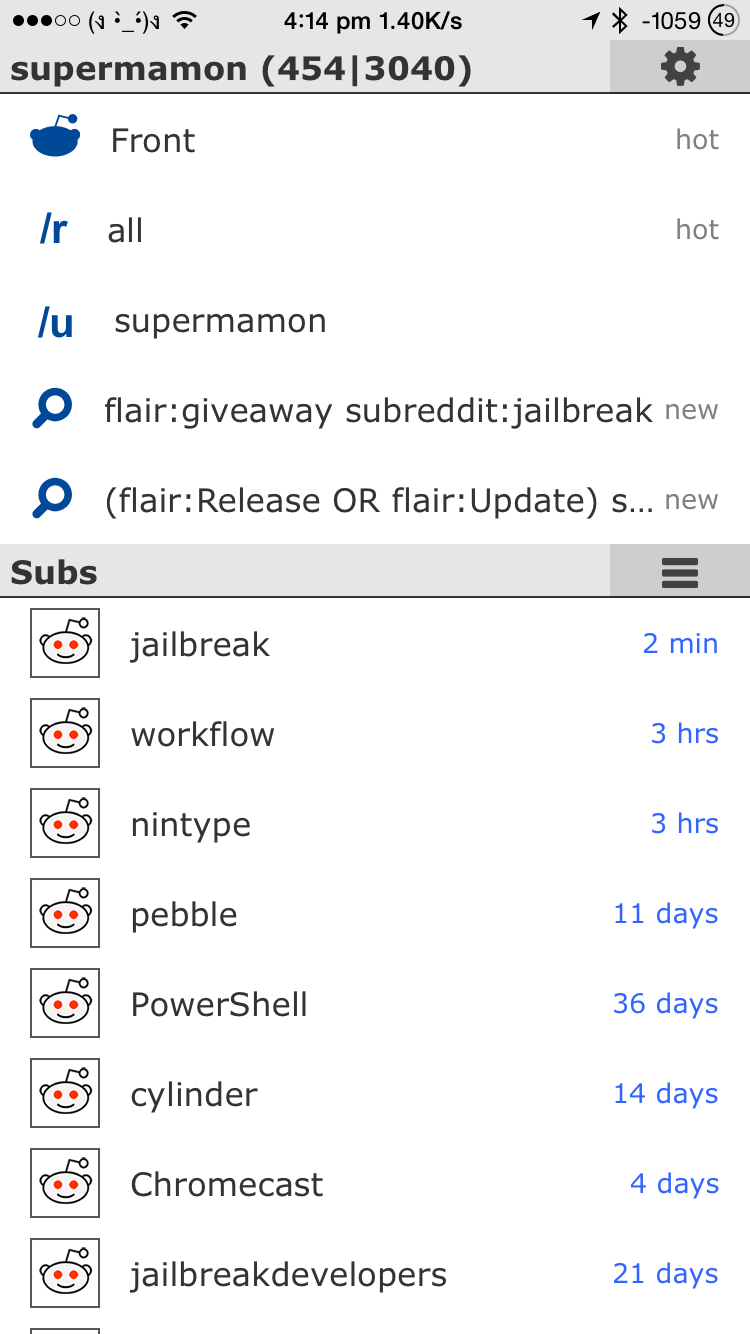 (ง •̀_•́)ง 4:14 pm 1.40K/s -1059 49
supermamon (454|3040)
Front hot
/r all hot
/u supermamon
flair:giveaway subreddit:jailbreak new
(flair:Release OR flair:Update) s... new
Subs
jailbreak 2 min
workflow 3 hrs
nintype 3 hrs
pebble 11 days
PowerShell 36 days
cylinder 14 days
Chromecast 4 days
jailbreakdevelopers 21 days